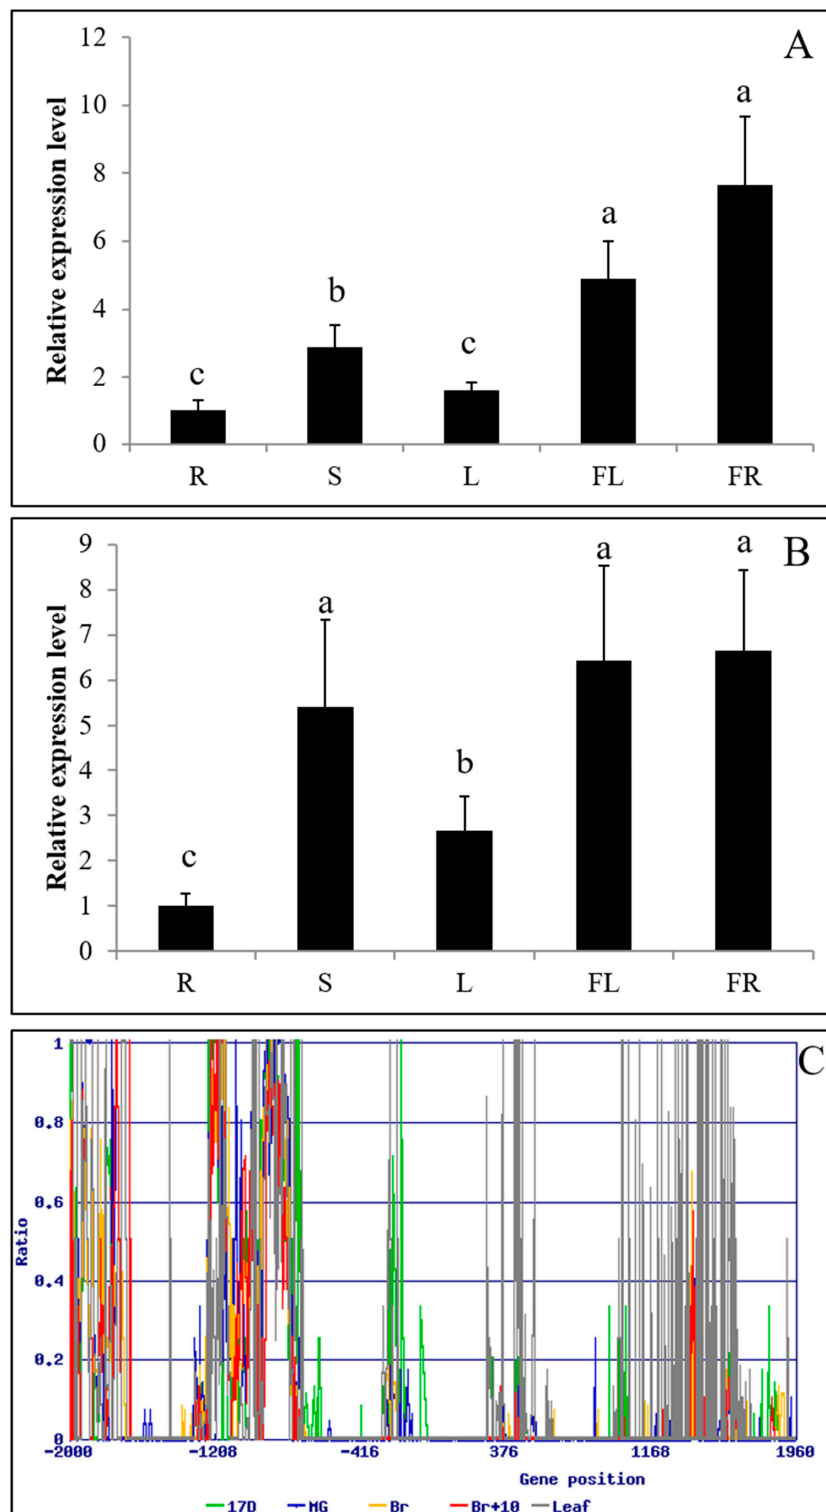 A
Relative expression level
12
10
8
6
4
2
0
c
b
c
a
a
R S L FL FR
B
Relative expression level
9
8
7
6
5
4
3
2
1
0
c
a
b
a
a
R S L FL FR
C
Ratio
1
0.8
0.6
0.4
0.2
0
-2000 -1208 -416 376 1168 1960
Gene position
17D MG Br Br+10 Leaf